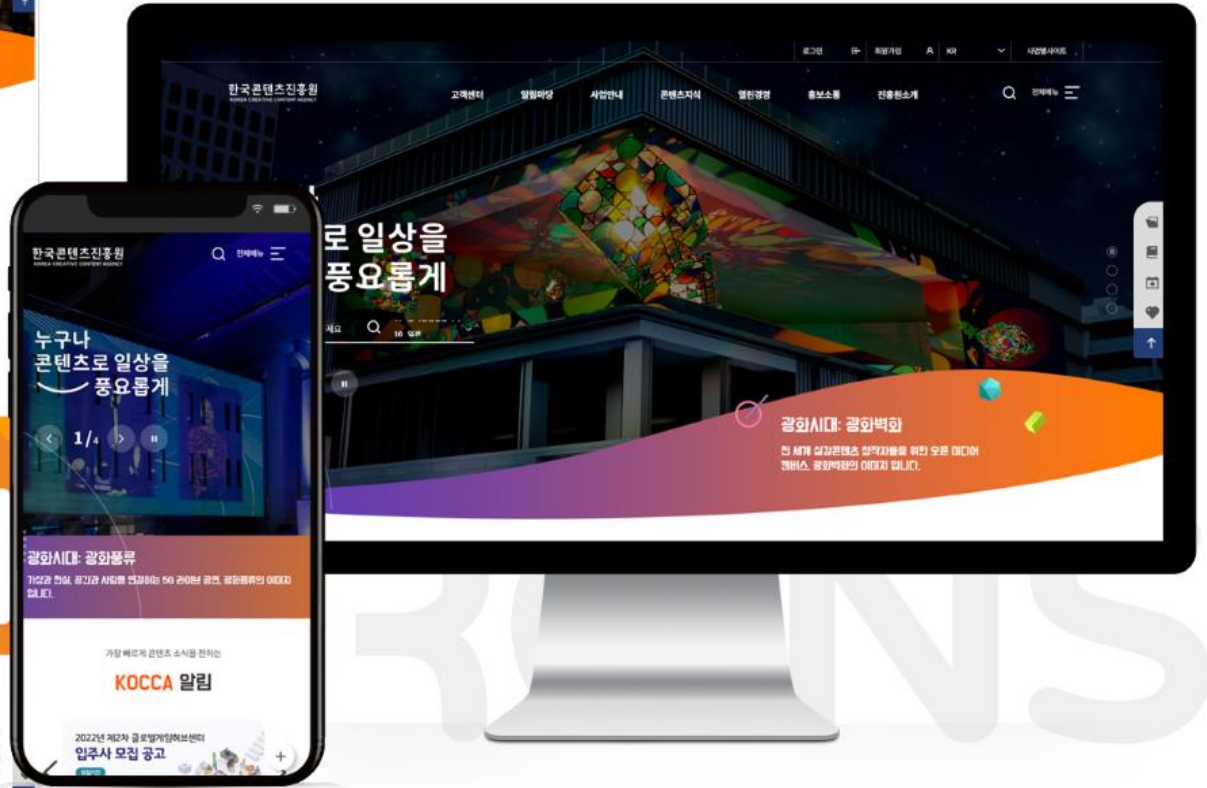 로그인 회원가입 KR 사업별사이트
한국콘텐츠진흥원
KOREA CREATIVE CONTENT AGENCY
고객센터 알림마당 사업안내 콘텐츠지식 열린경영 홍보소통 진흥원소개 전체메뉴
로 일상을
풍요롭게
광화시대: 광화벽화
전 세계 실감콘텐츠 창작자들을 위한 오픈 미디어
캔버스, 광화벽화의 이미지 입니다.
한국콘텐츠진흥원
KOREA CREATIVE CONTENT AGENCY
전체메뉴
누구나
콘텐츠로 일상을
풍요롭게
1/4
광화시대: 광화풍류
가상과 현실, 공간과 사람을 연결하는 5G 라이브 공연, 광화풍류의 이미지
입니다.
가장 빠르게 콘텐츠 소식을 전하는
KOCCA 알림
2022년 제2차 글로벌게임허브센터
입주사 모집 공고